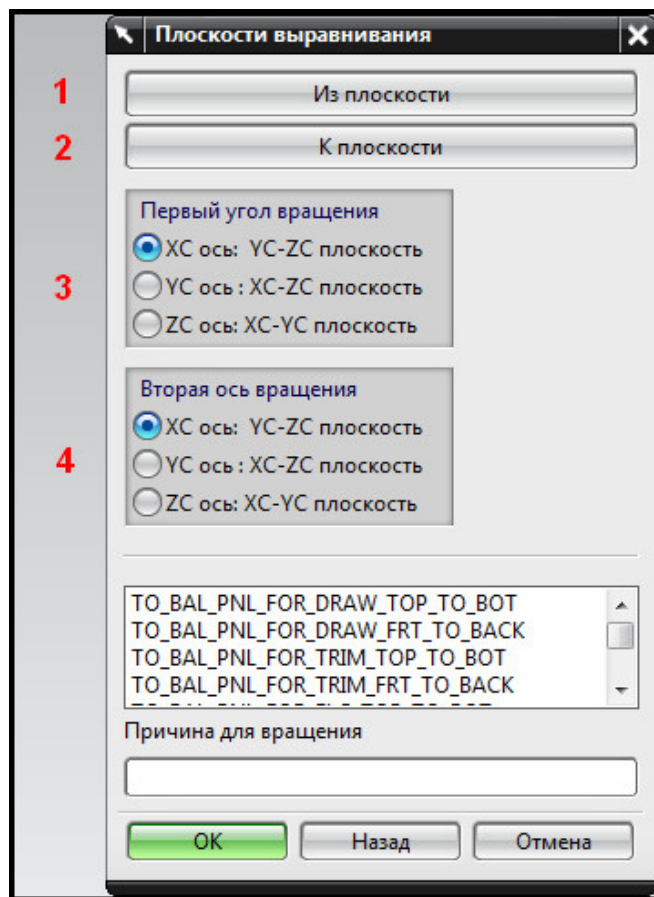 Плоскости выравнивания
1
Из плоскости
2
К плоскости
Первый угол вращения
XC ось: YC-ZC плоскость
3
YC ось : XC-ZC плоскость
ZC ось: XC-YC плоскость
Вторая ось вращения
XC ось: YC-ZC плоскость
4
YC ось : XC-ZC плоскость
ZC ось: XC-YC плоскость
TO_BAL_PNL_FOR_DRAW_TOP_TO_BOT
TO_BAL_PNL_FOR_DRAW_FRT_TO_BACK
TO_BAL_PNL_FOR_TRIM_TOP_TO_BOT
TO_BAL_PNL_FOR_TRIM_FRT_TO_BACK
Причина для вращения
OK Назад Отмена